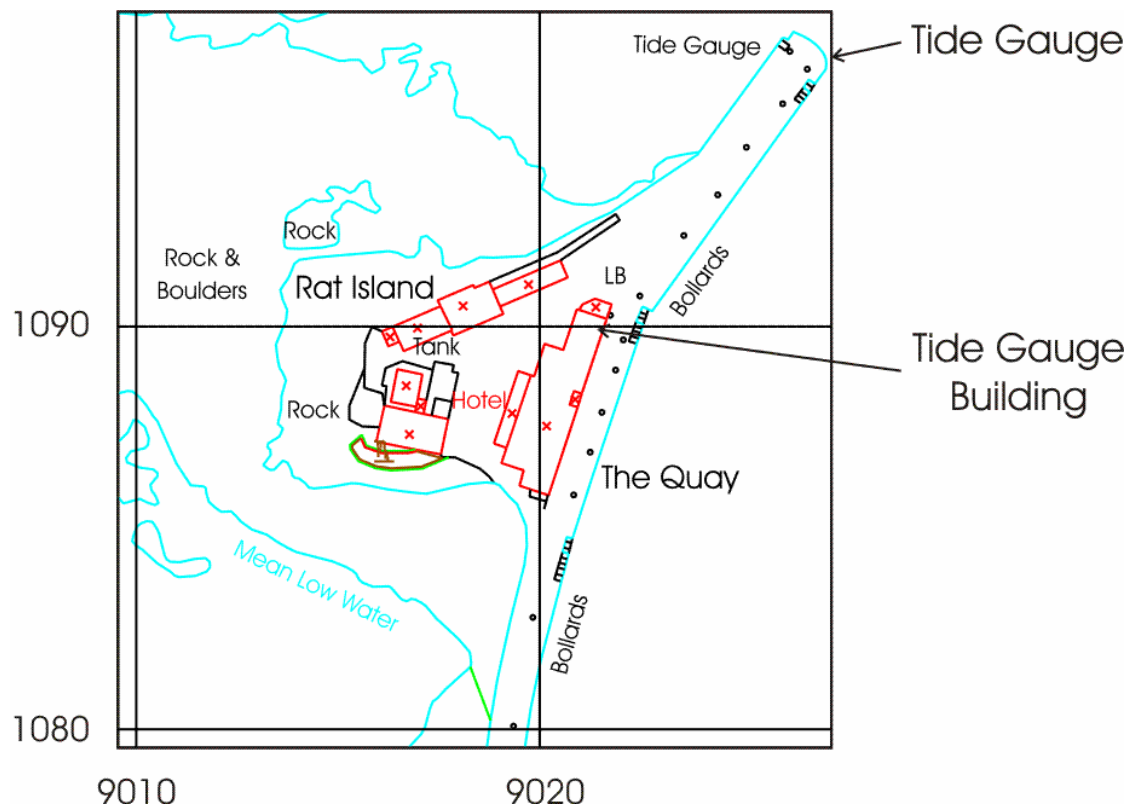 Tide Gauge
Tide Gauge
Rock
Rock &
Boulders
Rat Island
LB
Bollards
1090
Tank
Tide Gauge
Building
Rock
Hotel
The Quay
Mean Low Water
Bollards
1080
9010
9020